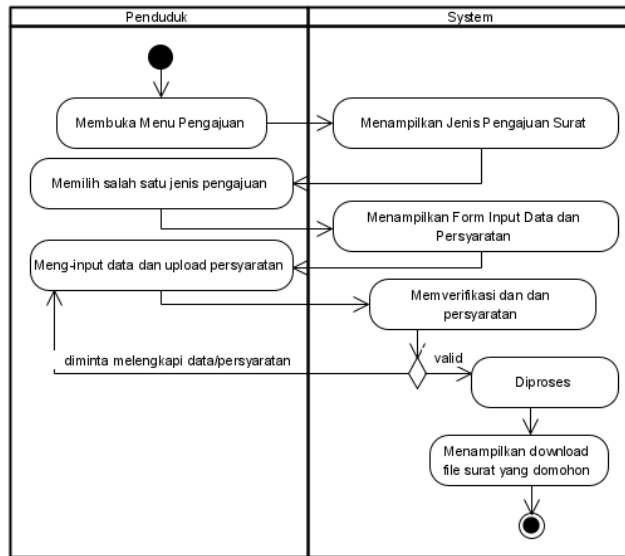 Penduduk
System
Membuka Menu Pengajuan
Menampilkan Jenis Pengajuan Surat
Memilih salah satu jenis pengajuan
Menampilkan Form Input Data dan
Persyaratan
Meng-input data dan upload persyaratan
Memverifikasi dan dan
persyaratan
diminta melengkapi data/persyaratan
valid
Diproses
Menampilkan download
file surat yang domohon